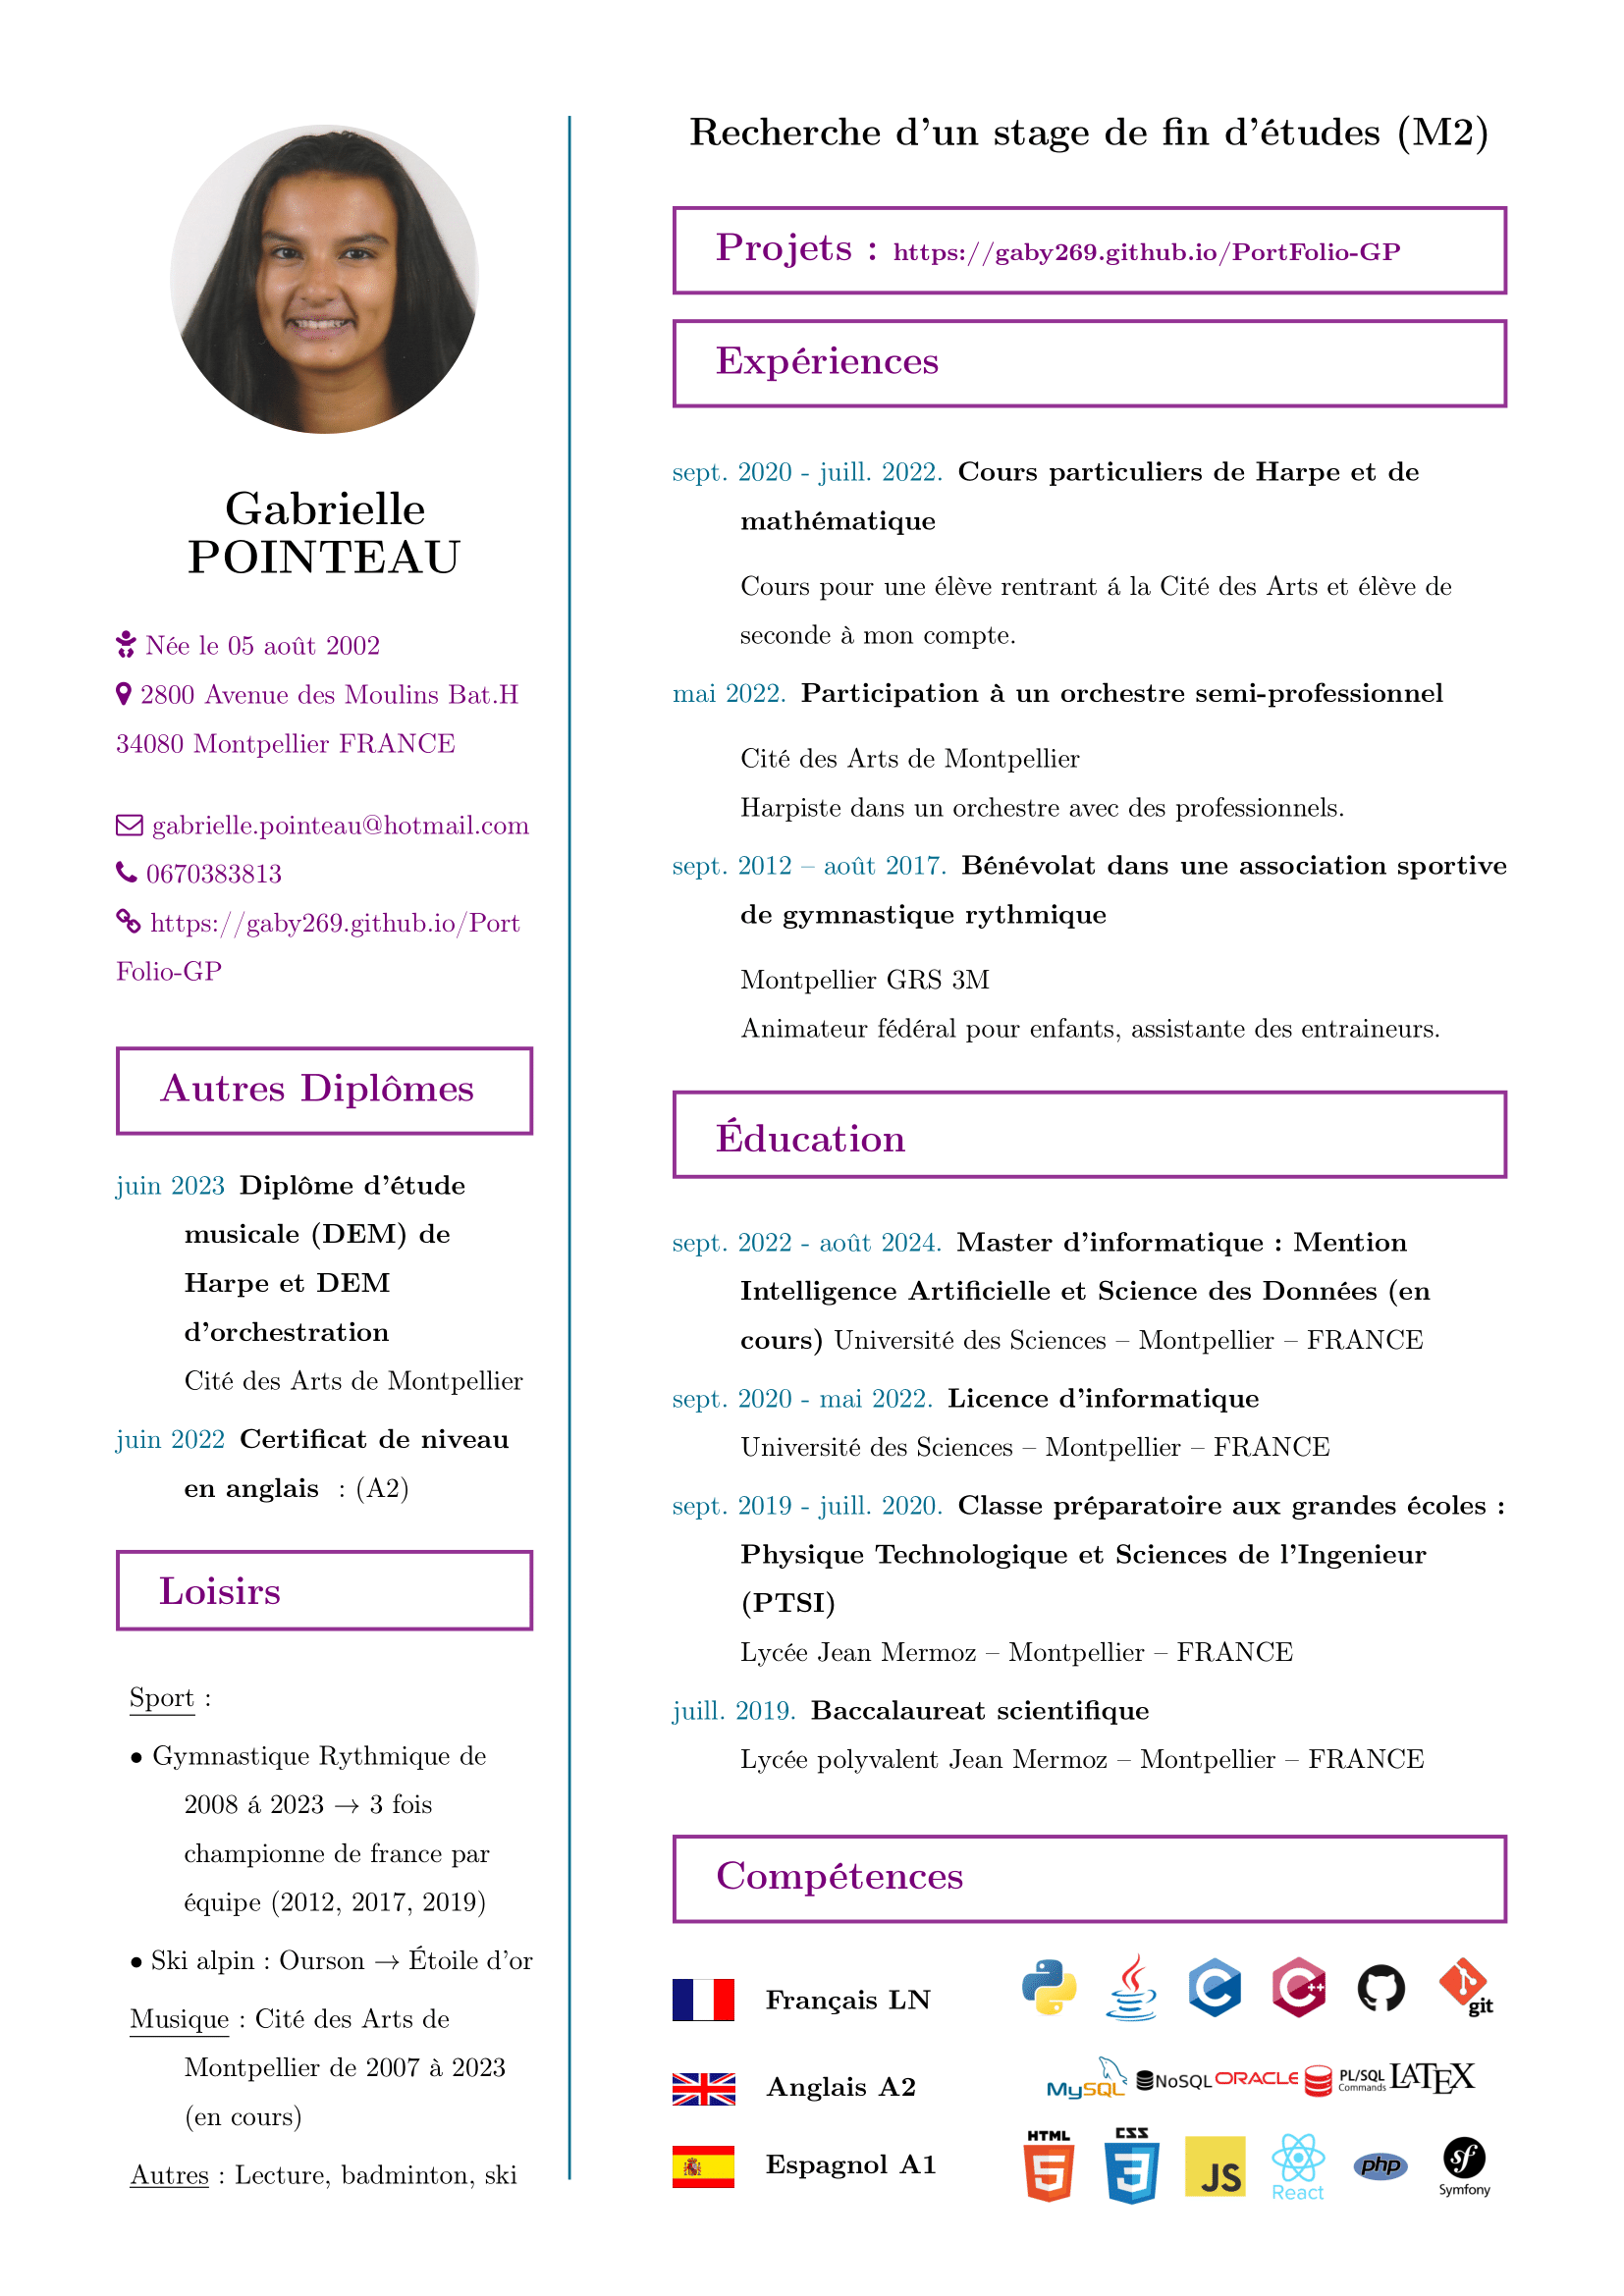 Gabrielle
POINTEAU
Née le 05 août 2002
2800 Avenue des Moulins Bat.H
34080 Montpellier FRANCE
gabrielle.pointeau@hotmail.com
0670383813
https://gaby269.github.io/Port
Folio-GP
Autres Diplômes
juin 2023 Diplôme d'étude
musicale (DEM) de
Harpe et DEM
d'orchestration
Cité des Arts de Montpellier
juin 2022 Certificat de niveau
en anglais : (A2)
Loisirs
Sport :
• Gymnastique Rythmique de
2008 á 2023 → 3 fois
championne de france par
équipe (2012, 2017, 2019)
• Ski alpin : Ourson → Étoile d'or
Musique : Cité des Arts de
Montpellier de 2007 à 2023
(en cours)
Autres : Lecture, badminton, ski
Recherche d'un stage de fin d'études (M2)
Projets : https://gaby269.github.io/PortFolio-GP
Expériences
sept. 2020 - juill. 2022. Cours particuliers de Harpe et de
mathématique
Cours pour une élève rentrant á la Cité des Arts et élève de
seconde à mon compte.
mai 2022. Participation à un orchestre semi-professionnel
Cité des Arts de Montpellier
Harpiste dans un orchestre avec des professionnels.
sept. 2012 – août 2017. Bénévolat dans une association sportive
de gymnastique rythmique
Montpellier GRS 3M
Animateur fédéral pour enfants, assistante des entraineurs.
Éducation
sept. 2022 - août 2024. Master d'informatique : Mention
Intelligence Artificielle et Science des Données (en
cours) Université des Sciences – Montpellier – FRANCE
sept. 2020 - mai 2022. Licence d'informatique
Université des Sciences – Montpellier – FRANCE
sept. 2019 - juill. 2020. Classe préparatoire aux grandes écoles :
Physique Technologique et Sciences de l'Ingenieur
(PTSI)
Lycée Jean Mermoz – Montpellier – FRANCE
juill. 2019. Baccalaureat scientifique
Lycée polyvalent Jean Mermoz – Montpellier – FRANCE
Compétences
Français LN
C C++ git
Anglais A2
MySQL NoSQL ORACLE PL/SQL Commands LATEX
Espagnol A1
HTML 5 CSS 3 JS React php sf Symfony